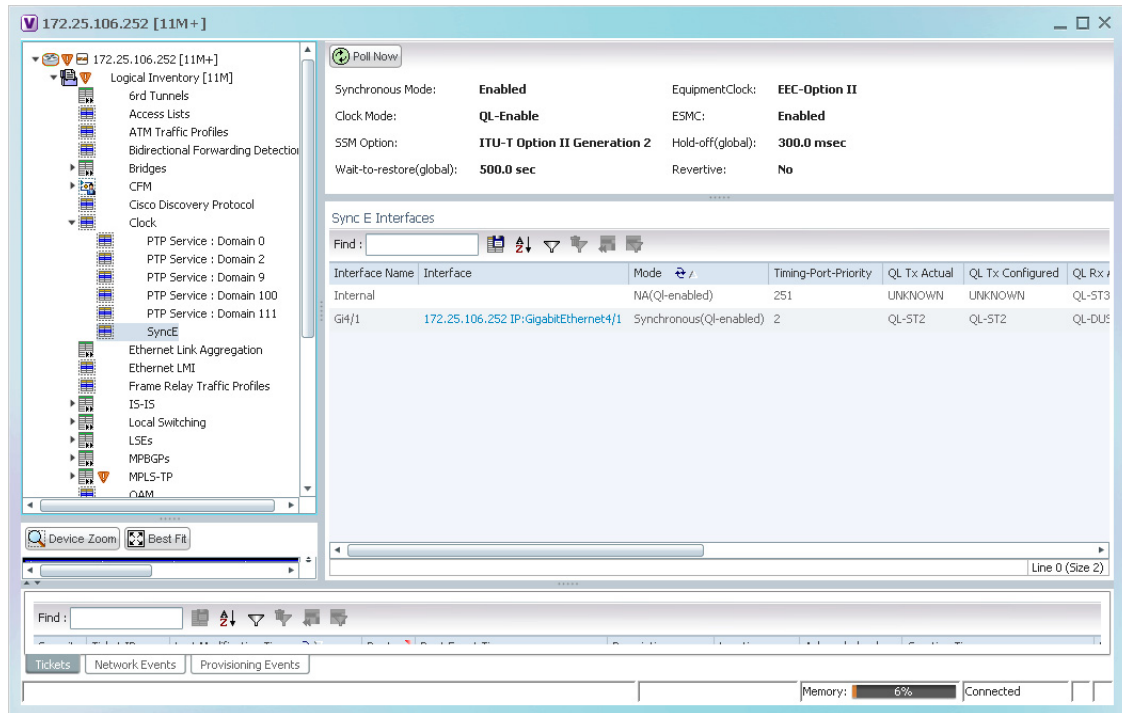 172.25.106.252 [11M+]
172.25.106.252 [11M+]
Logical Inventory [11M]
6rd Tunnels
Access Lists
ATM Traffic Profiles
Bidirectional Forwarding Detection
Bridges
CFM
Cisco Discovery Protocol
Clock
PTP Service : Domain 0
PTP Service : Domain 2
PTP Service : Domain 9
PTP Service : Domain 100
PTP Service : Domain 111
SyncE
Ethernet Link Aggregation
Ethernet LMI
Frame Relay Traffic Profiles
IS-IS
Local Switching
LSEs
MPBGPs
MPLS-TP
OAM
Device Zoom Best Fit
Poll Now
Synchronous Mode: Enabled EquipmentClock: EEC-Option II
Clock Mode: QL-Enable ESMC: Enabled
SSM Option: ITU-T Option II Generation 2 Hold-off(global): 300.0 msec
Wait-to-restore(global): 500.0 sec Revertive: No
Sync E Interfaces
Find :
Interface Name Interface Mode Timing-Port-Priority QL Tx Actual QL Tx Configured QL Rx
Internal NA(Ql-enabled) 251 UNKNOWN UNKNOWN QL-ST3
Gi4/1 172.25.106.252 IP:GigabitEthernet4/1 Synchronous(Ql-enabled) 2 QL-ST2 QL-ST2 QL-DUS
Line 0 (Size 2)
Find :
Tickets Network Events Provisioning Events
Memory: 6% Connected